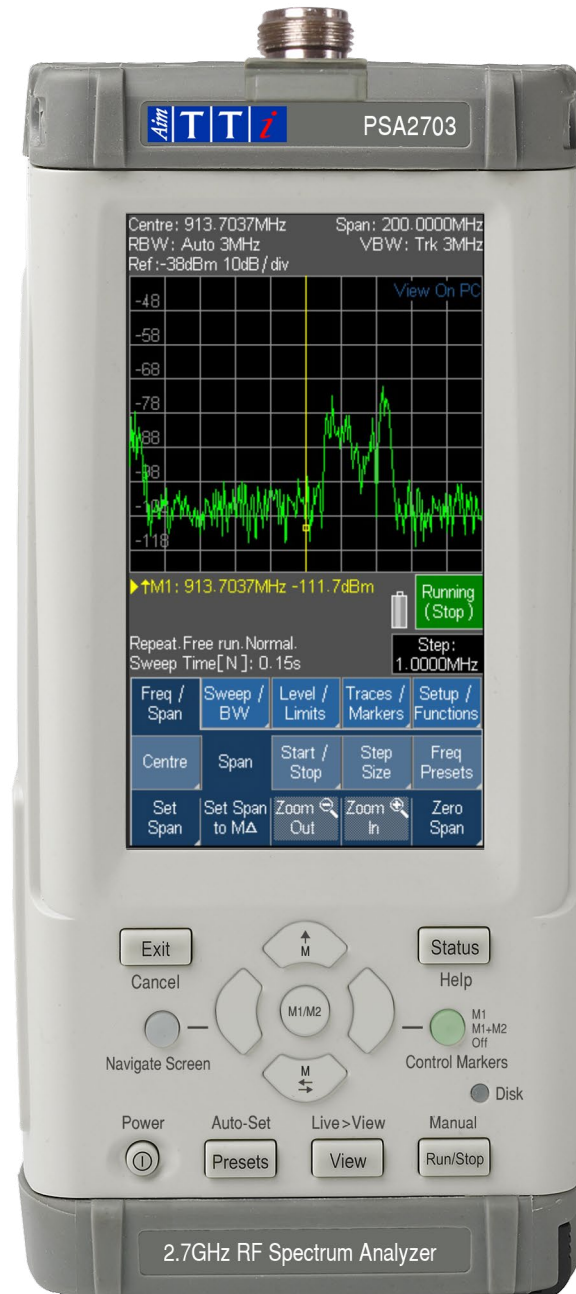 Aim TTi PSA2703
Centre: 913.7037MHz Span: 200.0000MHz
RBW: Auto 3MHz VBW: Trk 3MHz
Ref:-38dBm 10dB/div
View On PC
-48
-58
-68
-78
-88
-98
-118
M1: 913.7037MHz -111.7dBm
Running
(Stop)
Repeat.Free run.Normal.
Sweep Time[N]: 0.15s
Step:
1.0000MHz
Freq / Sweep / Level / Traces / Setup /
Span BW Limits Markers Functions
Centre Span Start / Step Freq
Stop Size Presets
Set Set Span Zoom Zoom Zero
Span to M∆ Out In Span
Exit M Status
Cancel Help
M1/M2
M1
M1+M2
Off
Navigate Screen Control Markers
M
Disk
Power Auto-Set Live>View Manual
Presets View Run/Stop
2.7GHz RF Spectrum Analyzer